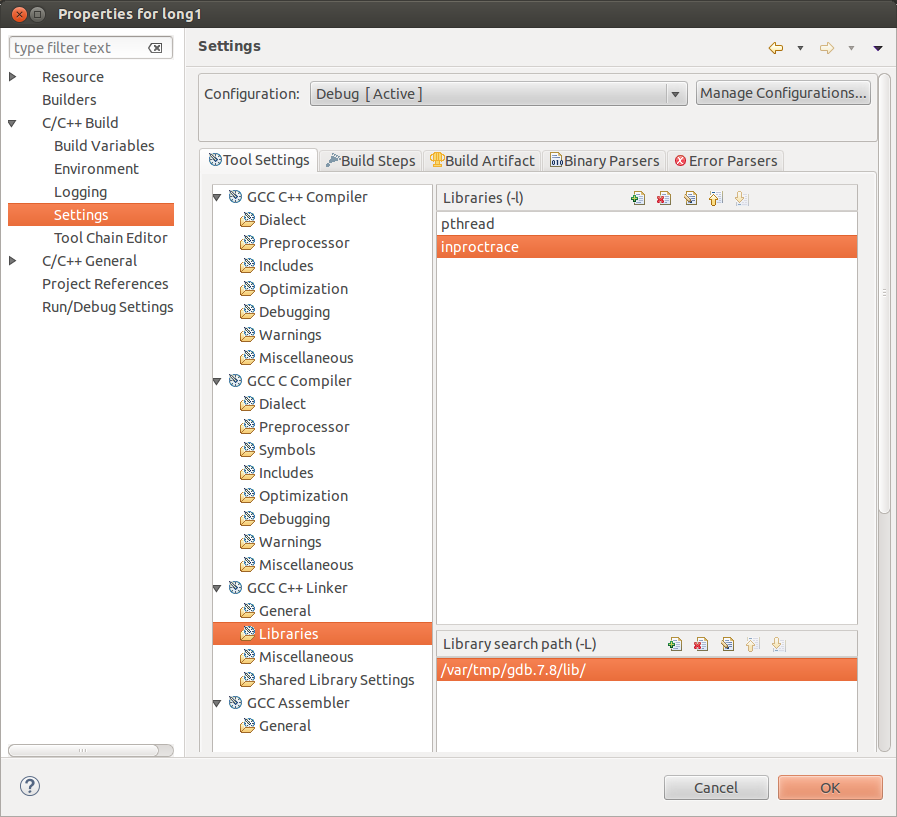 Properties for long1
type filter text
Resource
Builders
C/C++ Build
Build Variables
Environment
Logging
Settings
Tool Chain Editor
C/C++ General
Project References
Run/Debug Settings
Settings
Configuration: Debug [ Active ] Manage Configurations...
Tool Settings Build Steps Build Artifact Binary Parsers Error Parsers
GCC C++ Compiler
Dialect
Preprocessor
Includes
Optimization
Debugging
Warnings
Miscellaneous
GCC C Compiler
Dialect
Preprocessor
Symbols
Includes
Optimization
Debugging
Warnings
Miscellaneous
GCC C++ Linker
General
Libraries
Miscellaneous
Shared Library Settings
GCC Assembler
General
Libraries (-l)
pthread
inproctrace
Library search path (-L)
/var/tmp/gdb.7.8/lib/
? Cancel OK